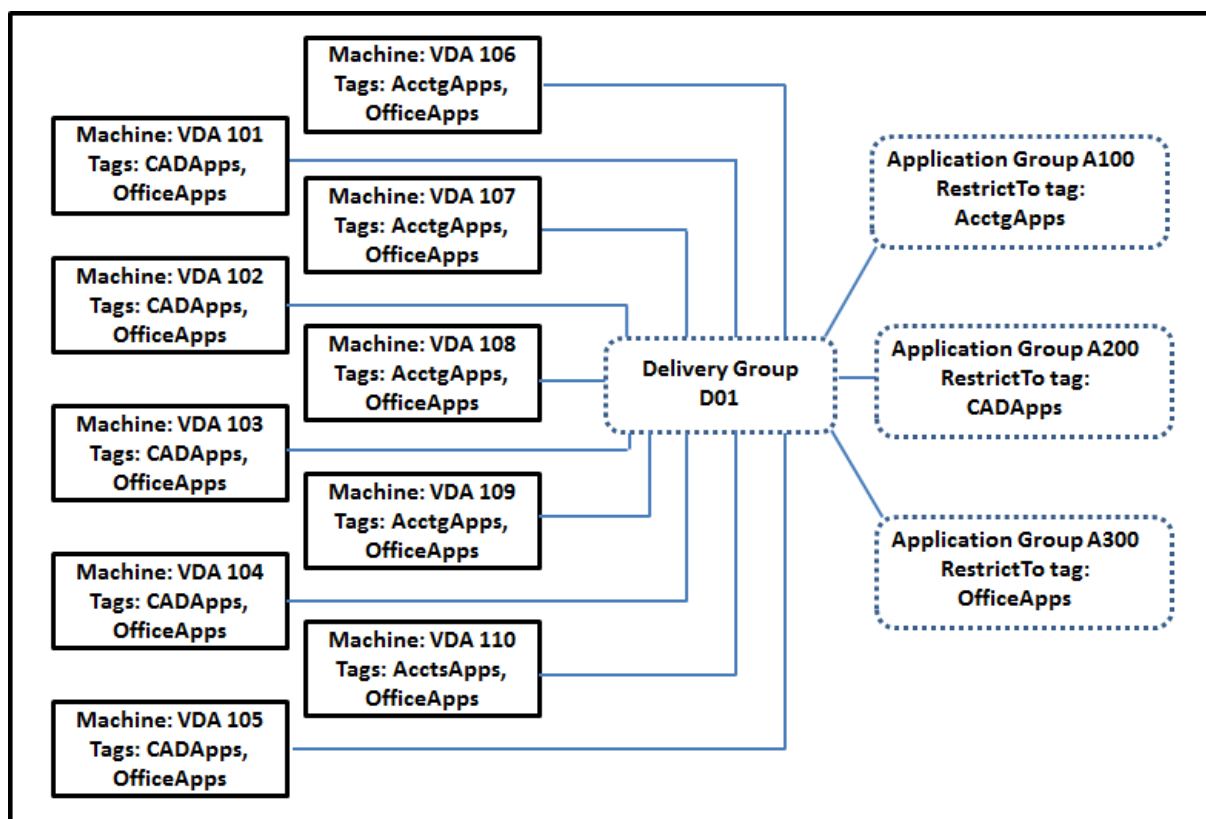 Machine: VDA 106
Tags: AcctgApps,
OfficeApps
Machine: VDA 101
Tags: CADApps,
OfficeApps
Machine: VDA 107
Tags: AcctgApps,
OfficeApps
Machine: VDA 102
Tags: CADApps,
OfficeApps
Machine: VDA 108
Tags: AcctgApps,
OfficeApps
Machine: VDA 103
Tags: CADApps,
OfficeApps
Machine: VDA 109
Tags: AcctgApps,
OfficeApps
Machine: VDA 104
Tags: CADApps,
OfficeApps
Machine: VDA 110
Tags: AcctsApps,
OfficeApps
Machine: VDA 105
Tags: CADApps,
OfficeApps
Delivery Group
D01
Application Group A100
RestrictTo tag:
AcctgApps
Application Group A200
RestrictTo tag:
CADApps
Application Group A300
RestrictTo tag:
OfficeApps